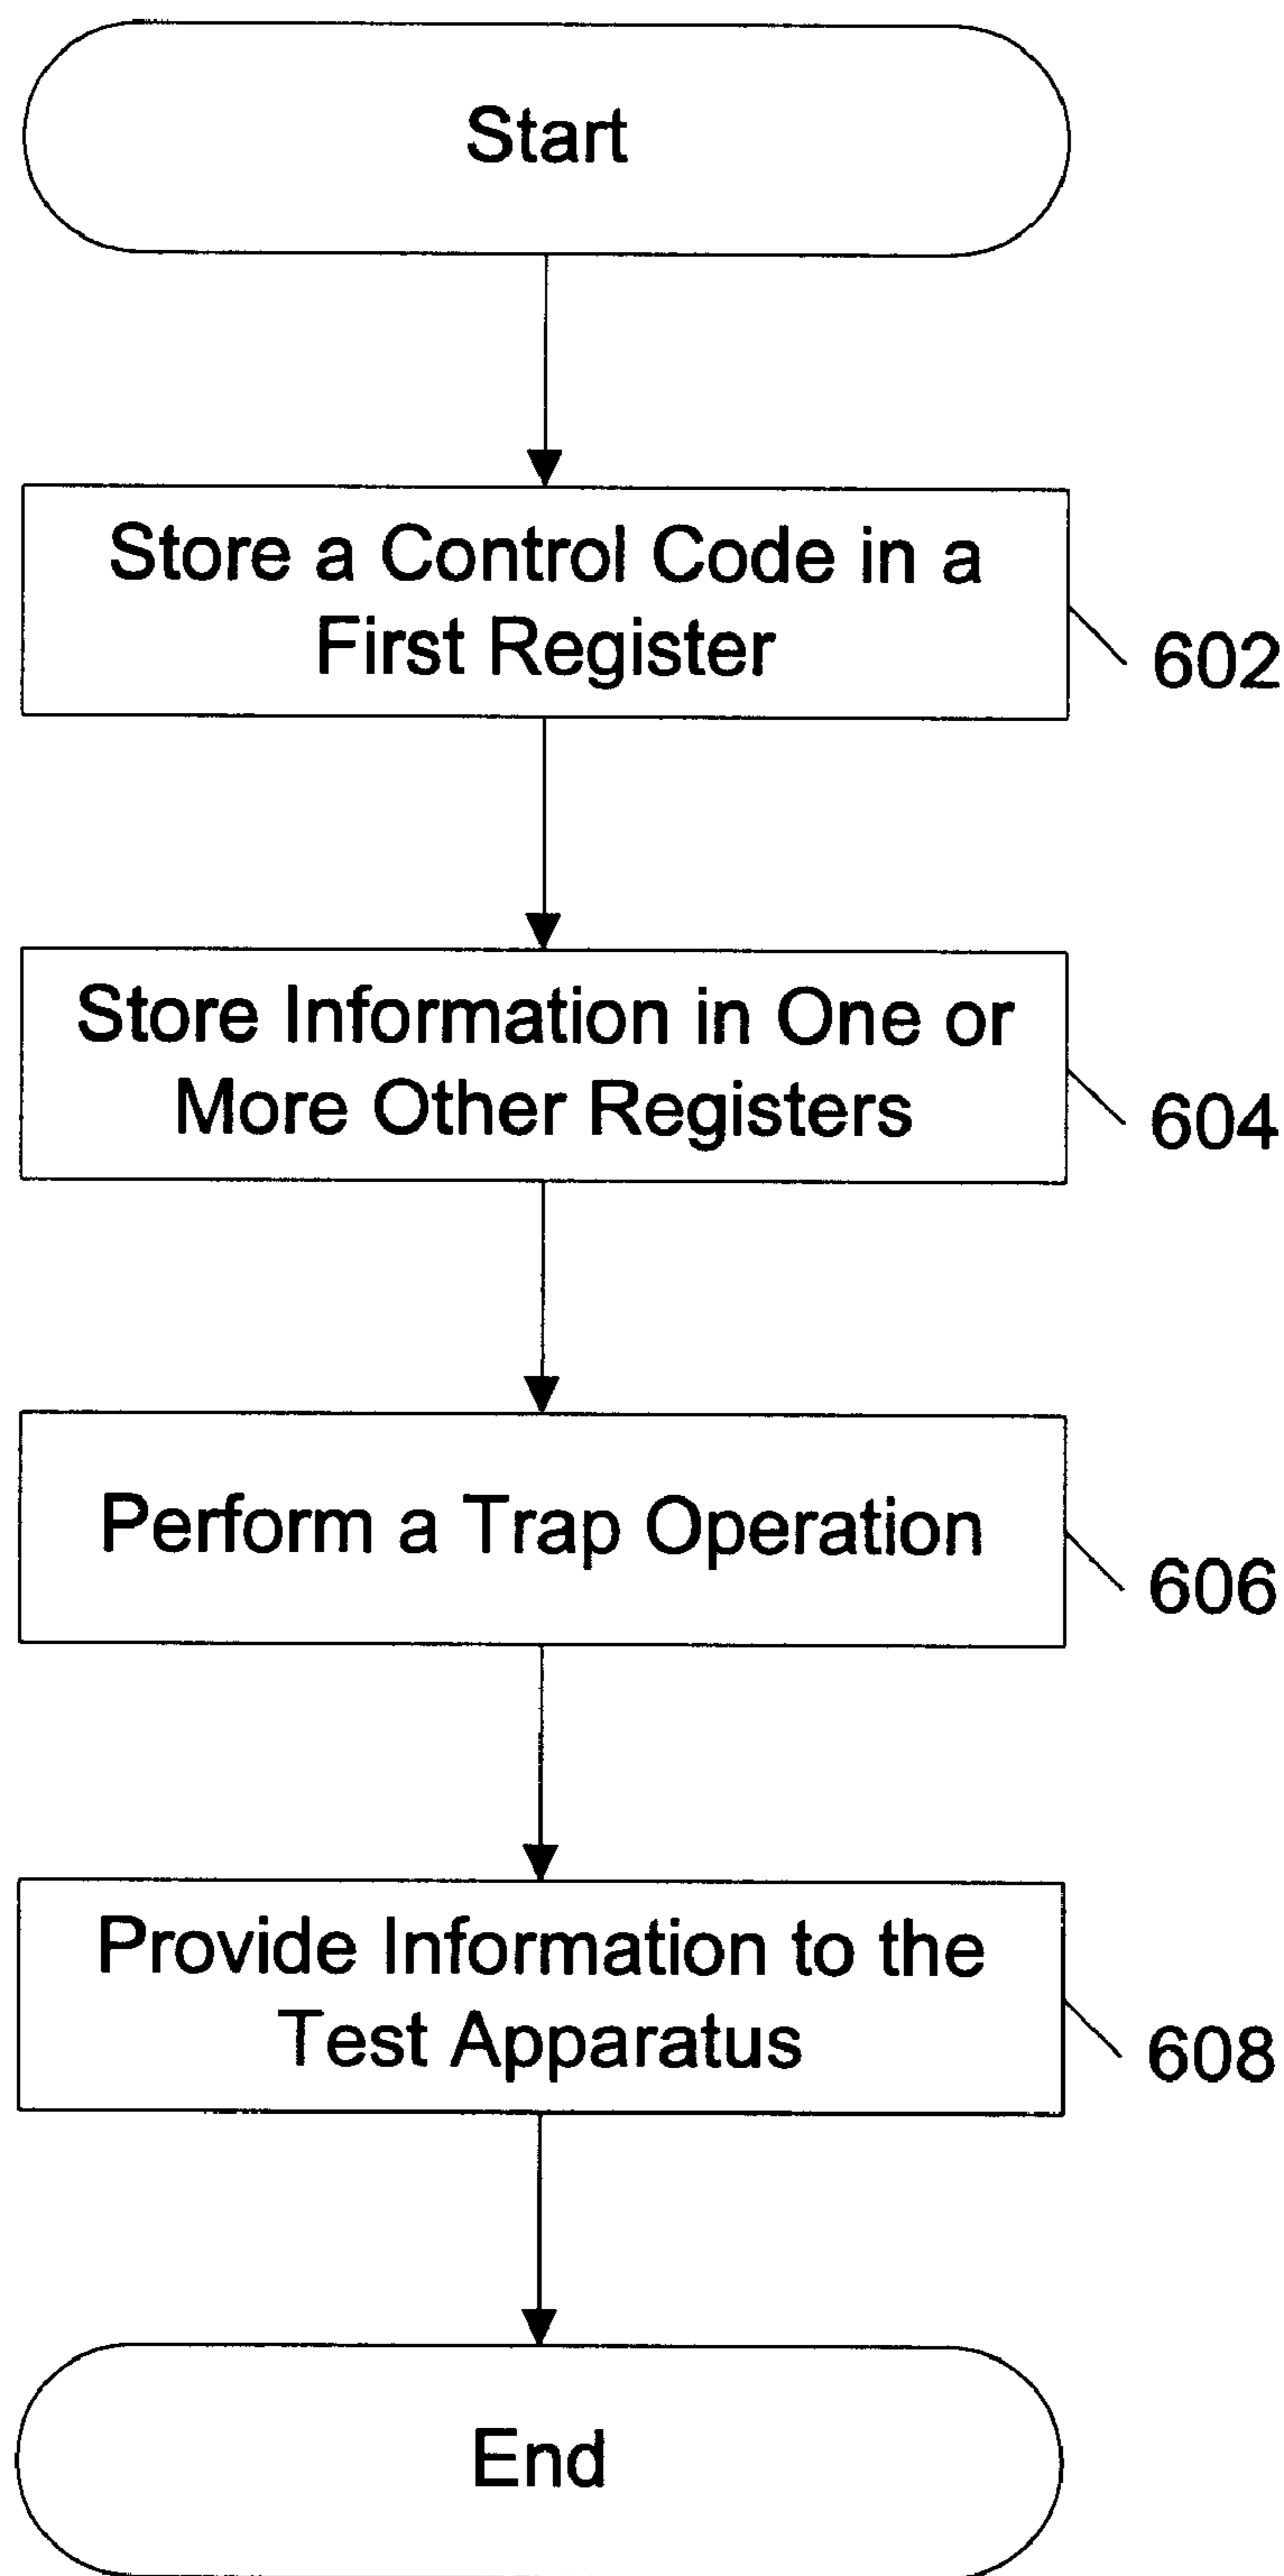 Start
Store a Control Code in a
First Register
602
Store Information in One or
More Other Registers
604
Perform a Trap Operation
606
Provide Information to the
Test Apparatus
608
End